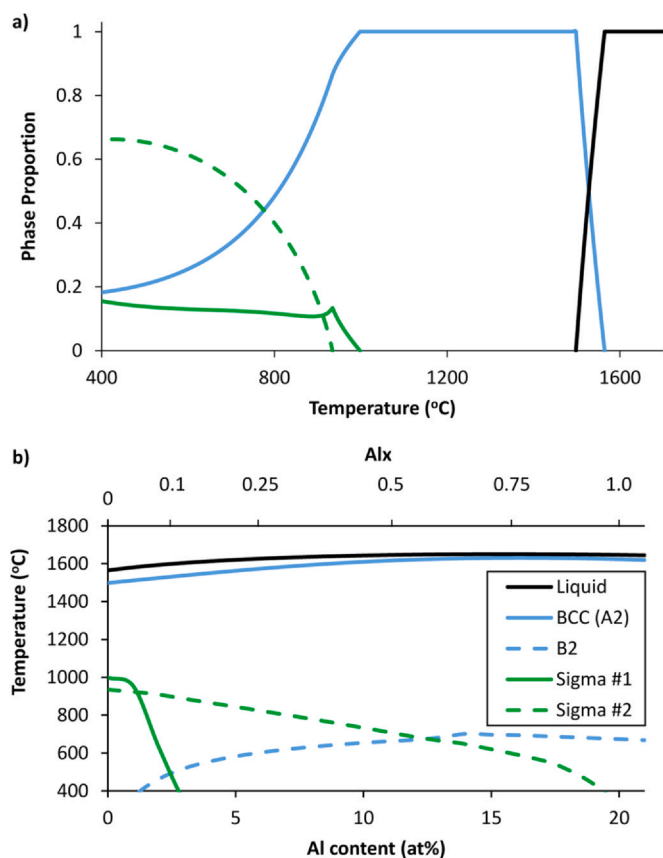 a)
1
0.8
0.6
0.4
0.2
0
Phase Proportion
400 800 1200 1600
Temperature (°C)
b)
Alx
0 0.1 0.25 0.5 0.75 1.0
1800
1600
1400
1200
1000
800
600
400
Temperature (°C)
Liquid
BCC (A2)
B2
Sigma #1
Sigma #2
0 5 10 15 20
Al content (at%)